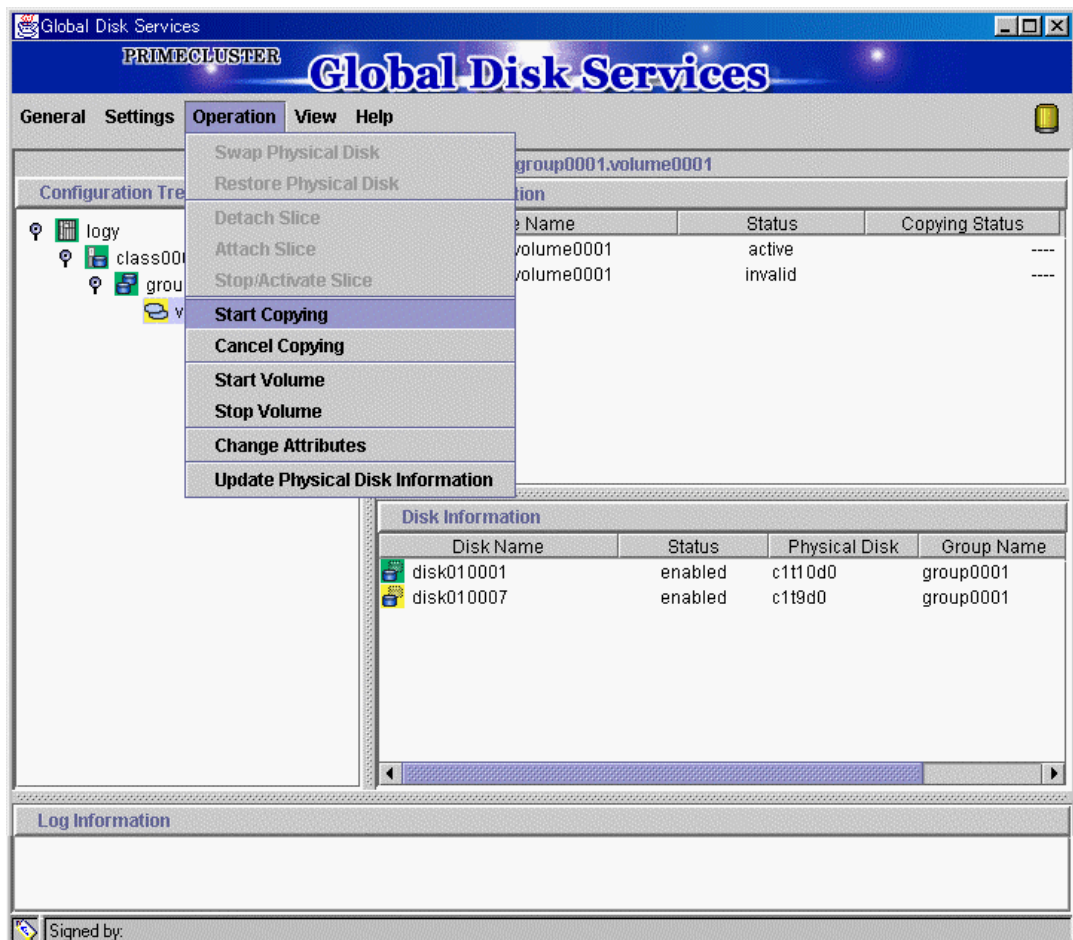 Global Disk Services
PRIMECLUSTER
Global Disk Services
General Settings Operation View Help
Swap Physical Disk
Restore Physical Disk
Detach Slice
Attach Slice
Stop/Activate Slice
Start Copying
Cancel Copying
Start Volume
Stop Volume
Change Attributes
Update Physical Disk Information
group0001.volume0001
Configuration Tre
logy
class00
grou
v
tion
e Name Status Copying Status
volume0001 active ----
volume0001 invalid ----
Disk Information
Disk Name Status Physical Disk Group Name
disk010001 enabled c1t10d0 group0001
disk010007 enabled c1t9d0 group0001
Log Information
Signed by: